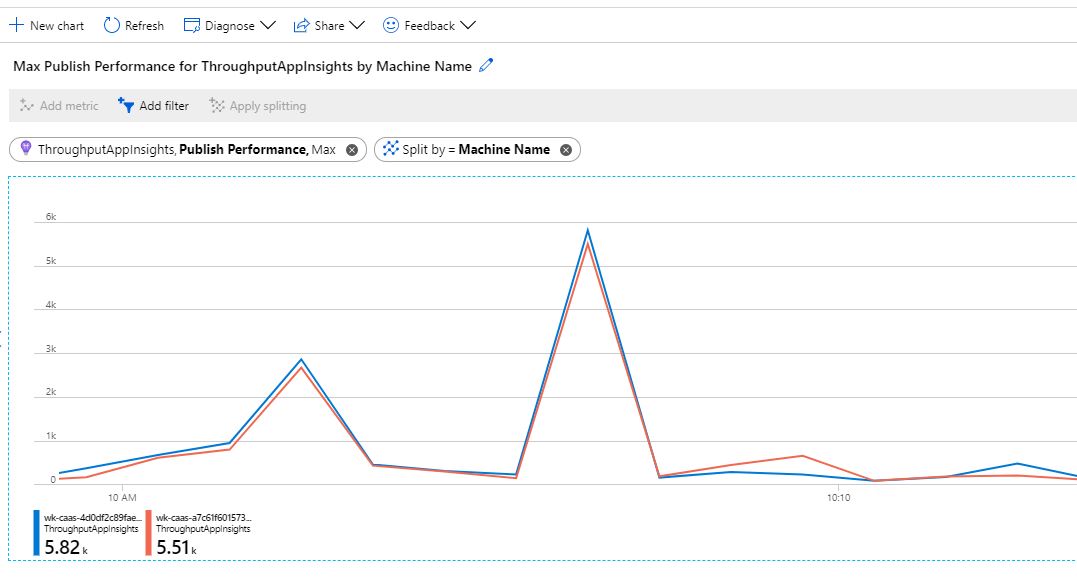 New chart Refresh Diagnose Share Feedback
Max Publish Performance for ThroughputAppInsights by Machine Name
Add metric Add filter Apply splitting
ThroughputAppInsights, Publish Performance, Max Split by = Machine Name
6k
5k
4k
3k
2k
1k
0
10 AM 10:10
wk-caas-4d0df2c89fae... wk-caas-a7c61f601573...
ThroughputAppInsights ThroughputAppInsights
5.82 k 5.51 k